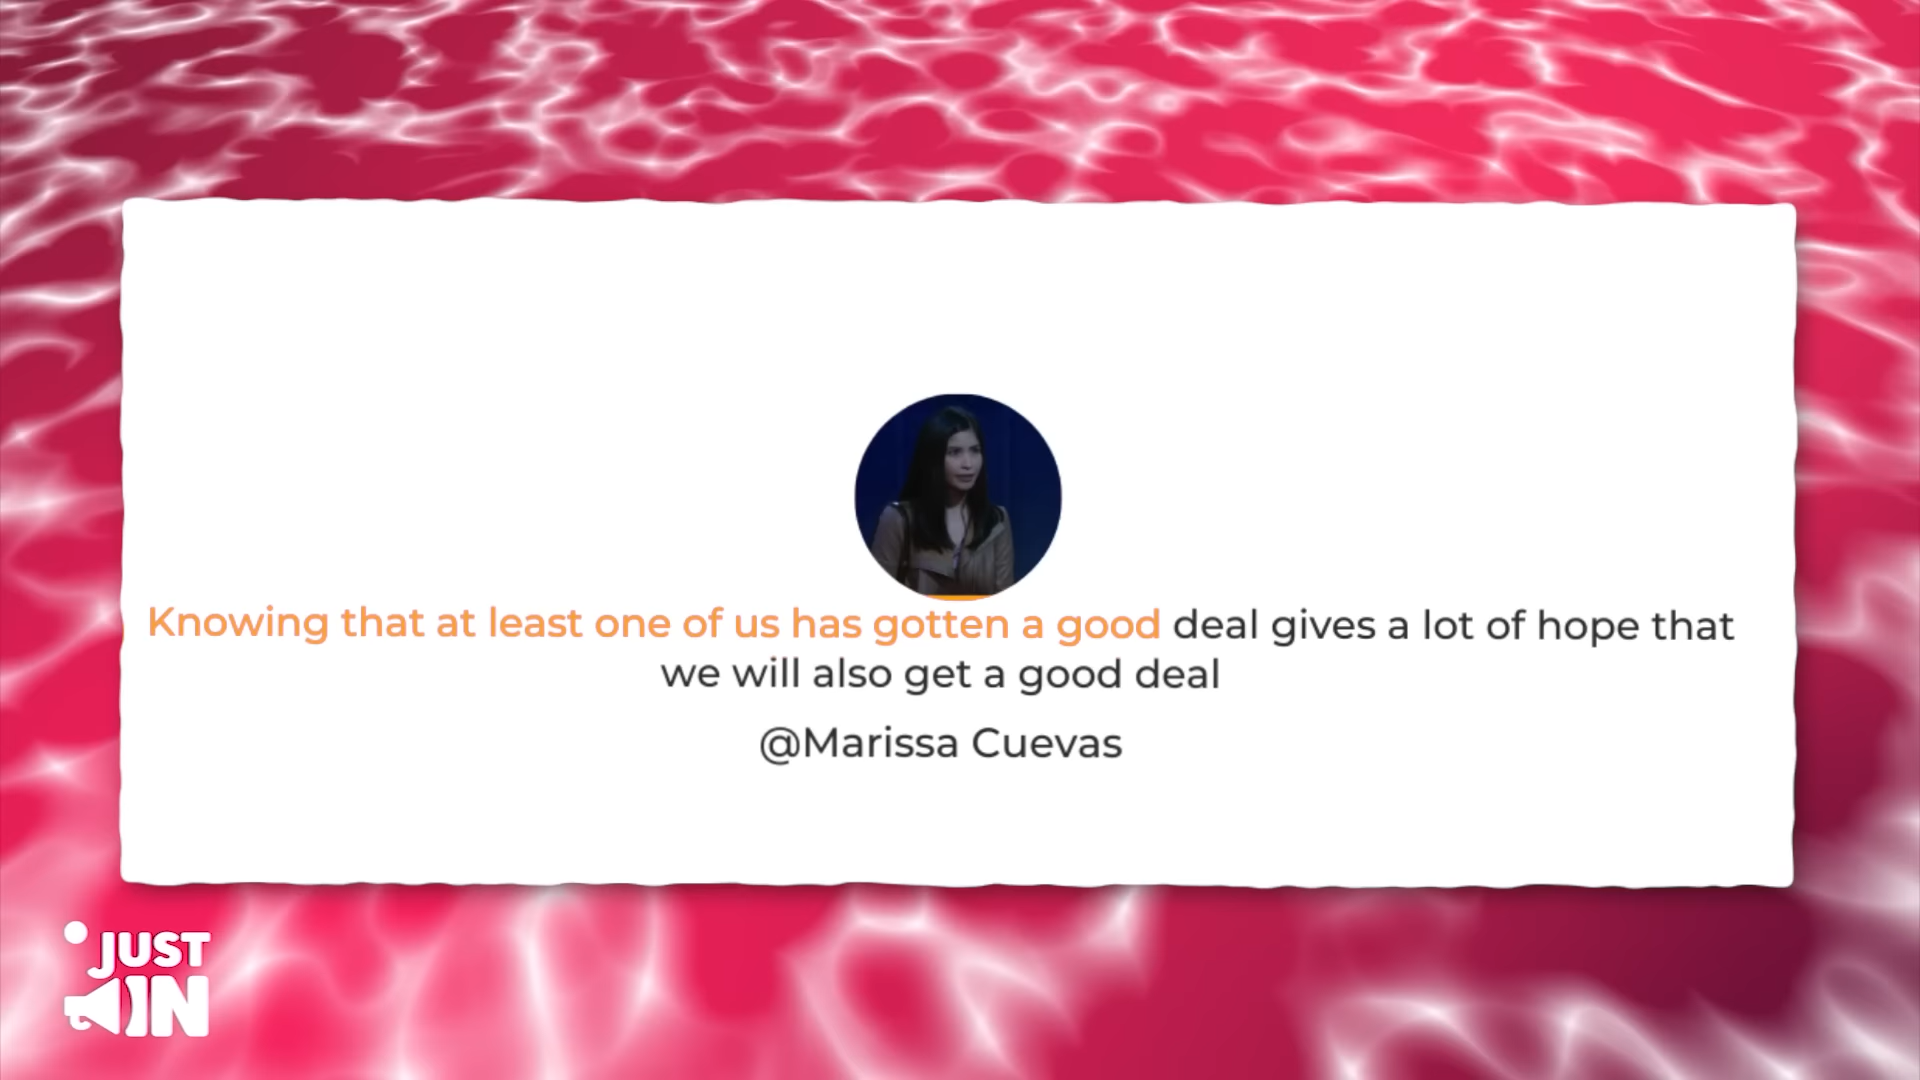 Knowing that at least one of us has gotten a good deal gives a lot of hope that
we will also get a good deal
@Marissa Cuevas
JUST
IN